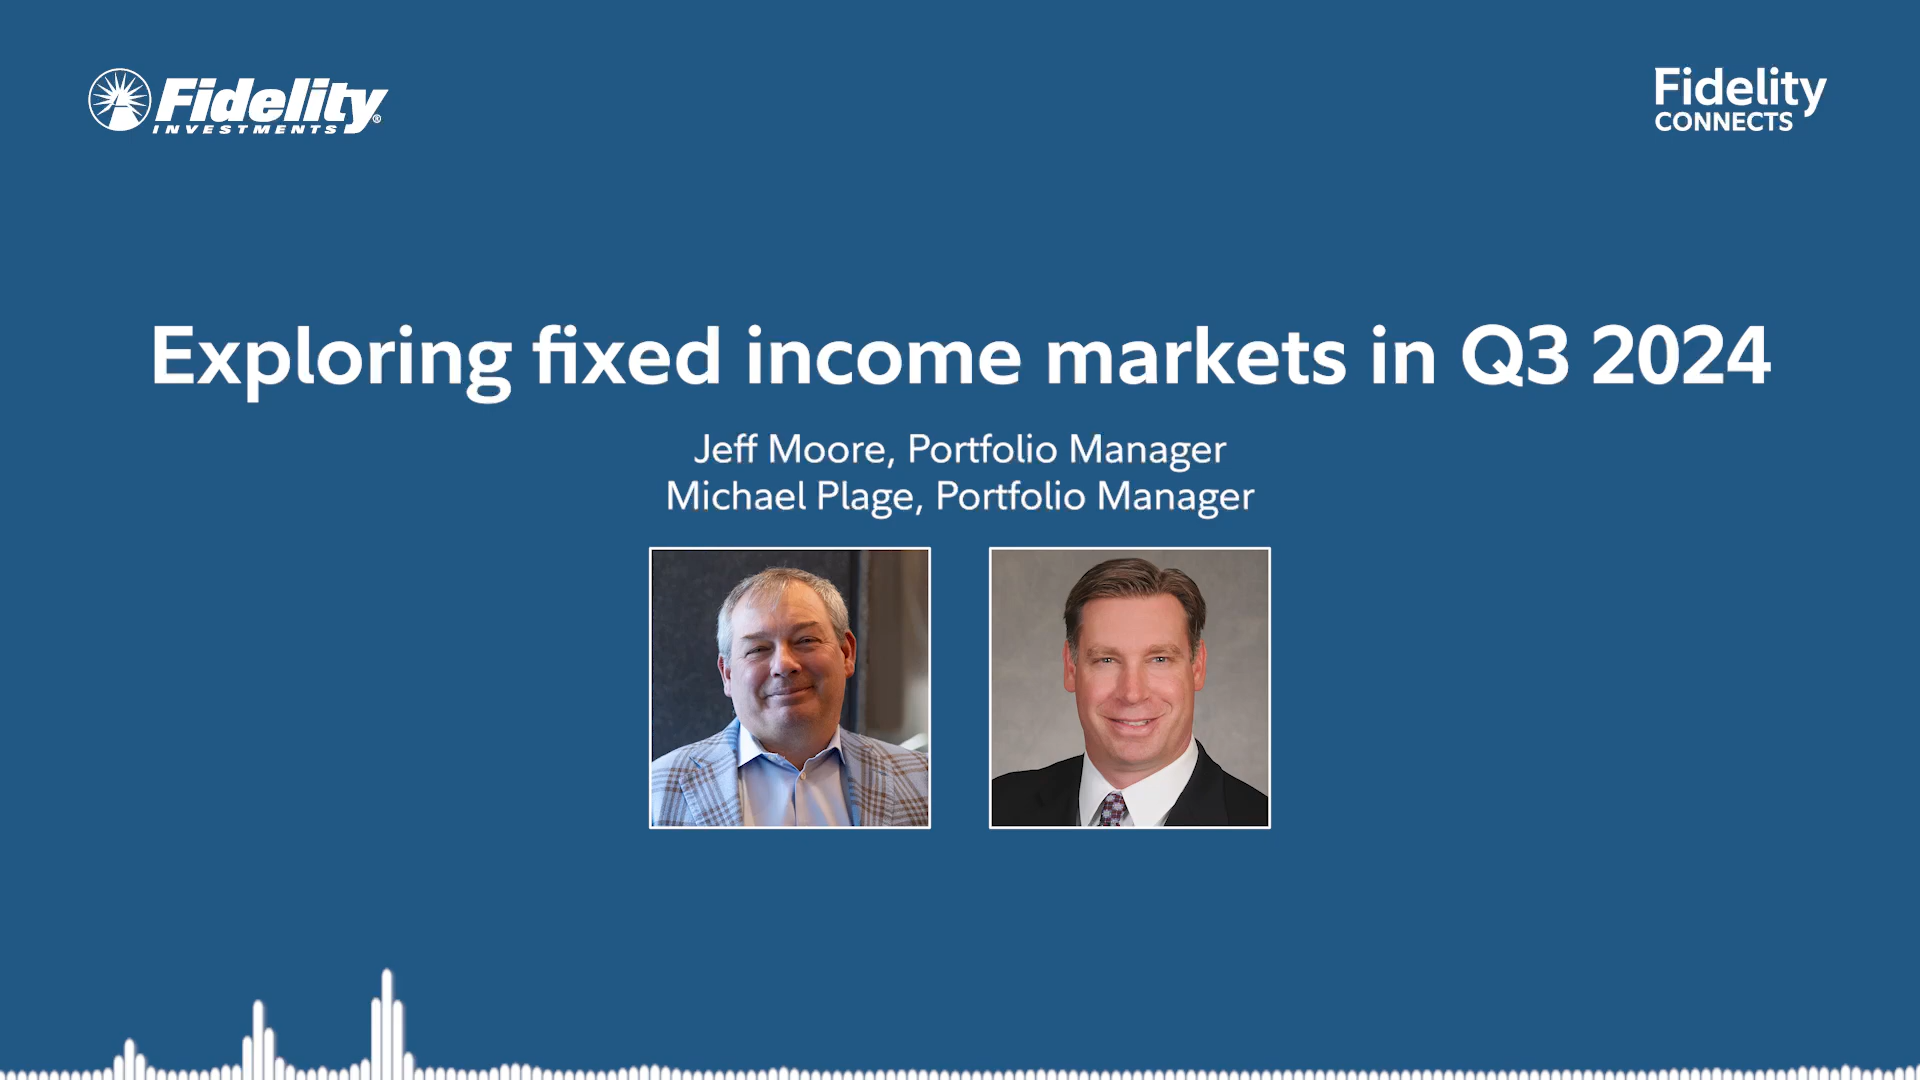 Fidelity®
INVESTMENTS
Fidelity
CONNECTS
Exploring fixed income markets in Q3 2024
Jeff Moore, Portfolio Manager
Michael Plage, Portfolio Manager